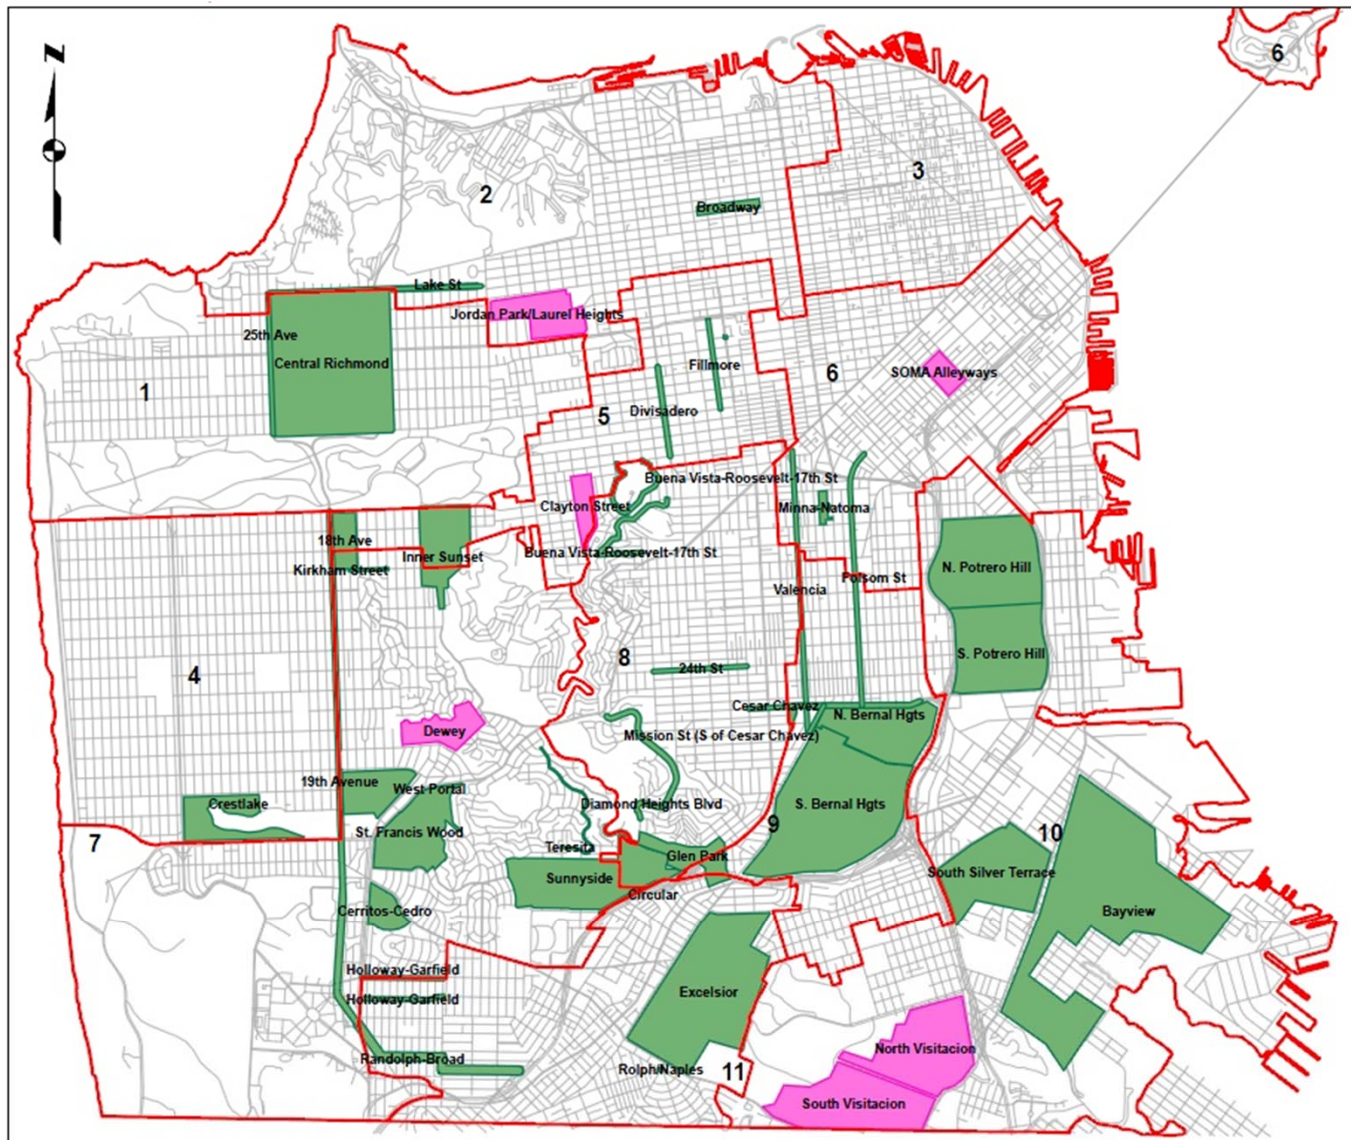 N
6
2
3
Broadway
Lake St
Jordan Park/Laurel Heights
25th Ave
Central Richmond
Fillmore
SOMA Alleyways
6
1
5
Divisadero
Buena Vista-Roosevelt-17th St
Clayton Street
Minna-Natoma
18th Ave
Inner Sunset
Buena Vista-Roosevelt-17th St
Kirkham Street
N. Potrero Hill
Folsom St
Valencia
8
S. Potrero Hill
24th St
4
Cesar Chavez
N. Bernal Hgts
Dewey
Mission St (S of Cesar Chavez)
19th Avenue
West Portal
Crestlake
Diamond Heights Blvd
S. Bernal Hgts
9
10
St. Francis Wood
7
Teresita
Glen Park
South Silver Terrace
Sunnyside
Circular
Cerritos-Cedro
Bayview
Holloway-Garfield
Excelsior
Holloway-Garfield
North Visitacion
Randolph-Broad
Rolph/Naples
11
South Visitacion